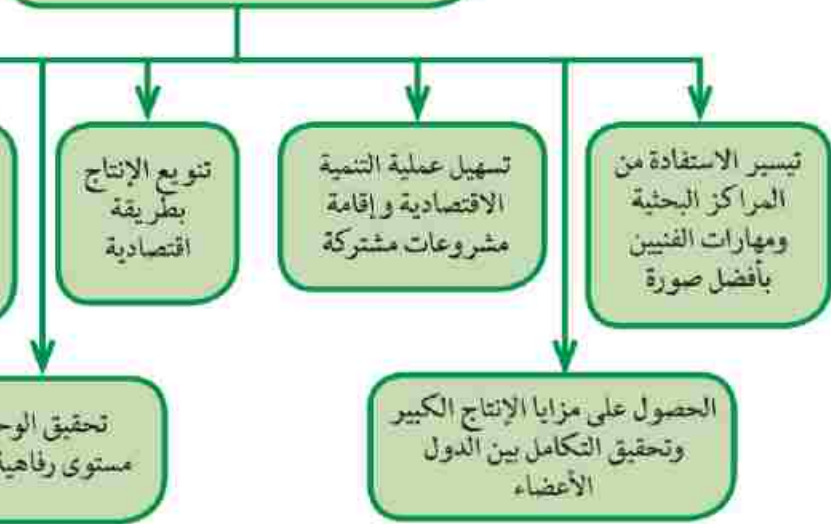 تيسير الاستفادة من
المراكز البحثية
ومهارات الفنيين
بأفضل صورة
تسهيل عملية التنمية
الاقتصادية وإقامة
مشروعات مشتركة
تنويع الإنتاج
بطريقة
اقتصادية
الحصول على مزايا الإنتاج الكبير
وتحقيق التكامل بين الدول
الأعضاء
تحقيق
مستوى رفاهية